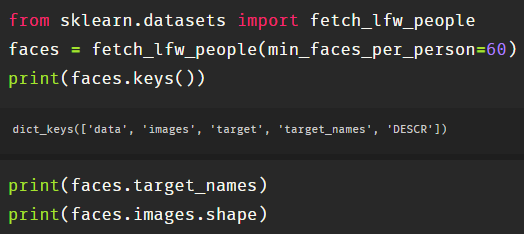 from sklearn.datasets import fetch_lfw_people
faces = fetch_lfw_people(min_faces_per_person=60)
print(faces.keys())
dict_keys(['data', 'images', 'target', 'target_names', 'DESCR'])
print(faces.target_names)
print(faces.images.shape)